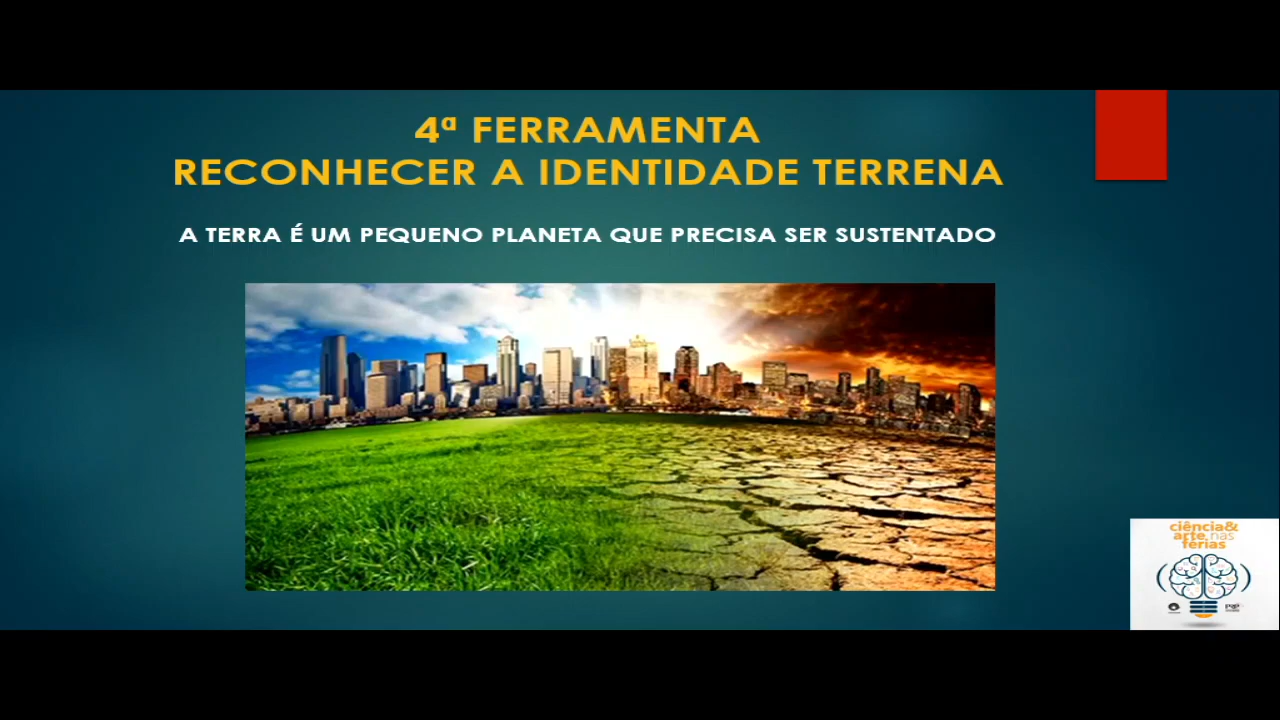 4ª FERRAMENTA
RECONHECER A IDENTIDADE TERRENA
A TERRA É UM PEQUENO PLANETA QUE PRECISA SER SUSTENTADO
ciência&
arte nas
férias